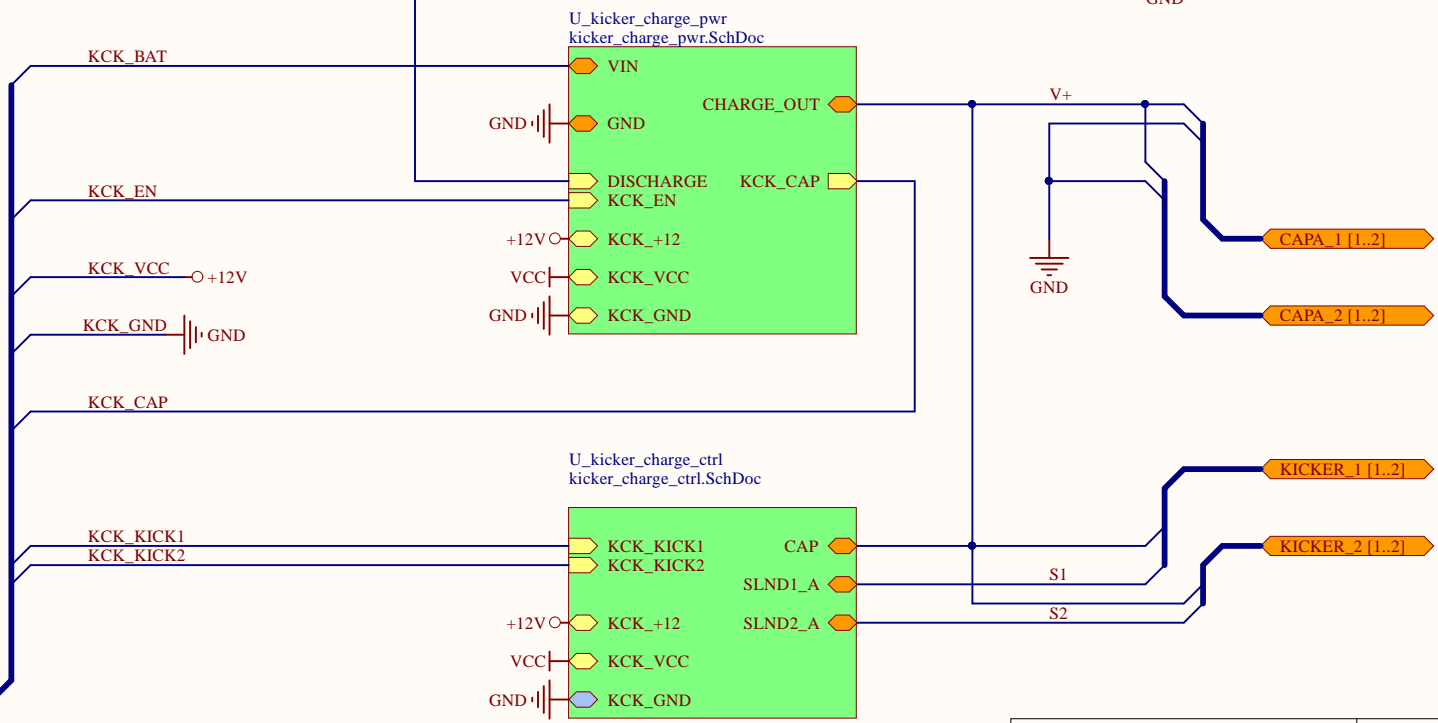 GND
U_kicker_charge_pwr
kicker_charge_pwr.SchDoc
KCK_BAT
VIN
CHARGE_OUT
V+
GND
GND
DISCHARGE
KCK_CAP
KCK_EN
KCK_EN
+12V
KCK_+12
CAPA_1 [1..2]
KCK_VCC
+12V
VCC
KCK_VCC
GND
GND
KCK_GND
CAPA_2 [1..2]
KCK_GND
GND
KCK_CAP
U_kicker_charge_ctrl
kicker_charge_ctrl.SchDoc
KICKER_1 [1..2]
KCK_KICK1
KCK_KICK1
CAP
KICKER_2 [1..2]
KCK_KICK2
KCK_KICK2
SLND1_A
S1
S2
+12V
KCK_+12
SLND2_A
VCC
KCK_VCC
GND
KCK_GND